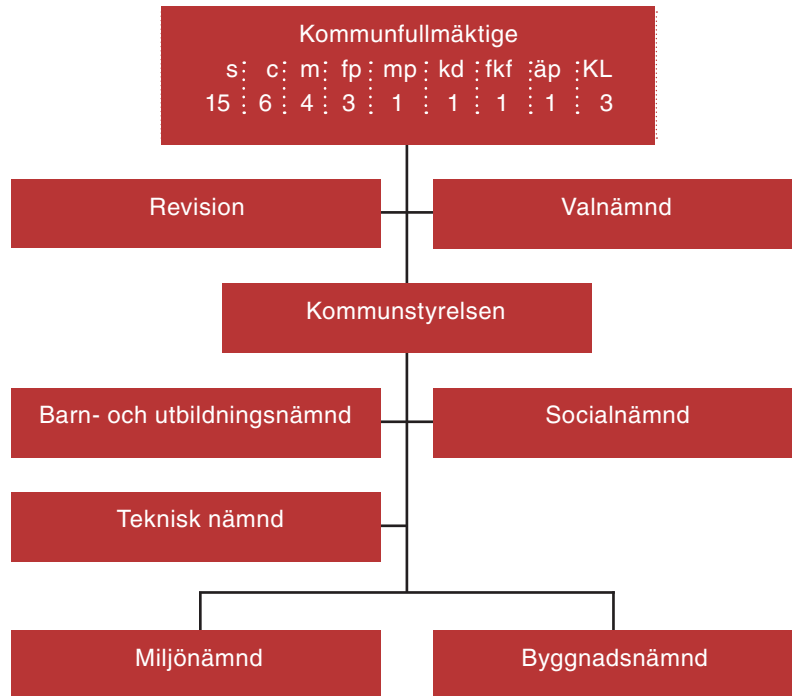 Kommunfullmäktige
s c m fp mp kd fkf äp KL
15 6 4 3 1 1 1 1 3
Revision
Valnämnd
Kommunstyrelsen
Barn- och utbildningsnämnd
Socialnämnd
Teknisk nämnd
Miljönämnd
Byggnadsnämnd